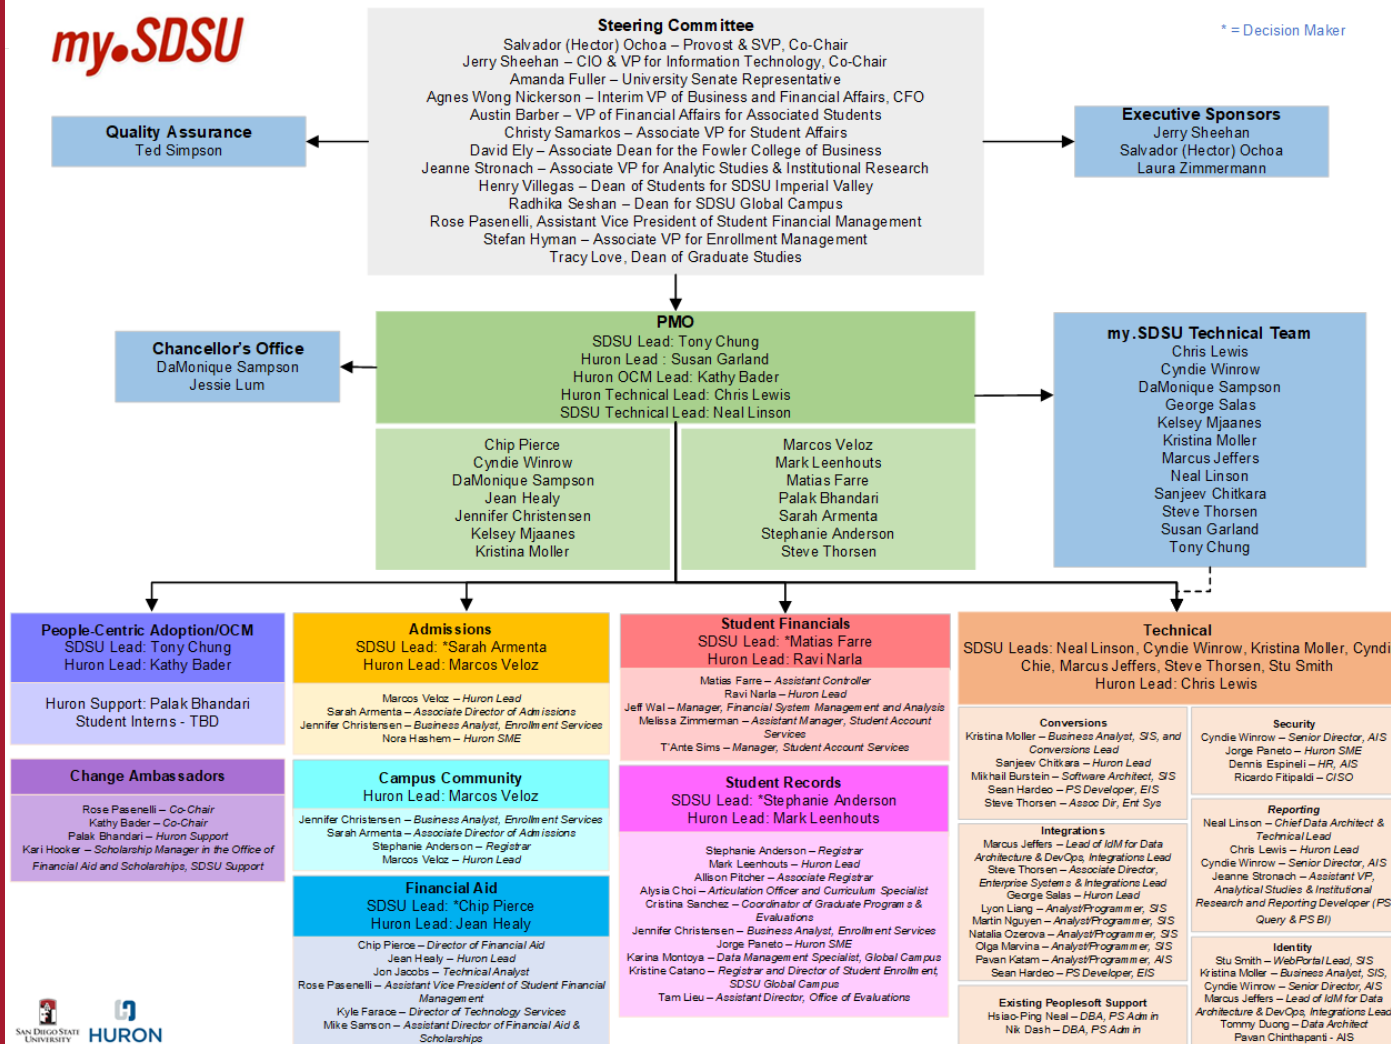 my.SDSU
* = Decision Maker
Steering Committee
Salvador (Hector) Ochoa – Provost & SVP, Co-Chair
Jerry Sheehan – CIO & VP for Information Technology, Co-Chair
Amanda Fuller – University Senate Representative
Agnes Wong Nickerson – Interim VP of Business and Financial Affairs, CFO
Austin Barber – VP of Financial Affairs for Associated Students
Christy Samarkos – Associate VP for Student Affairs
David Ely – Associate Dean for the Fowler College of Business
Jeanne Stronach – Associate VP for Analytic Studies & Institutional Research
Henry Villegas – Dean of Students for SDSU Imperial Valley
Radhika Seshan – Dean for SDSU Global Campus
Rose Pasenelli, Assistant Vice President of Student Financial Management
Stefan Hyman – Associate VP for Enrollment Management
Tracy Love, Dean of Graduate Studies
Quality Assurance
Ted Simpson
Executive Sponsors
Jerry Sheehan
Salvador (Hector) Ochoa
Laura Zimmermann
PMO
SDSU Lead: Tony Chung
Huron Lead : Susan Garland
Huron OCM Lead: Kathy Bader
Huron Technical Lead: Chris Lewis
SDSU Technical Lead: Neal Linson
Chancellor's Office
DaMonique Sampson
Jessie Lum
my.SDSU Technical Team
Chris Lewis
Cyndie Winrow
DaMonique Sampson
George Salas
Kelsey Mjaanes
Kristina Moller
Marcus Jeffers
Neal Linson
Sanjeev Chitkara
Steve Thorsen
Susan Garland
Tony Chung
Chip Pierce
Cyndie Winrow
DaMonique Sampson
Jean Healy
Jennifer Christensen
Kelsey Mjaanes
Kristina Moller
Marcos Veloz
Mark Leenhouts
Matias Farre
Palak Bhandari
Sarah Armenta
Stephanie Anderson
Steve Thorsen
People-Centric Adoption/OCM
SDSU Lead: Tony Chung
Huron Lead: Kathy Bader
Huron Support: Palak Bhandari
Student Interns - TBD
Change Ambassadors
Rose Pasenelli – Co-Chair
Kathy Bader – Co-Chair
Palak Bhandari – Huron Support
Kari Hooker – Scholarship Manager in the Office of
Financial Aid and Scholarships, SDSU Support
Admissions
SDSU Lead: *Sarah Armenta
Huron Lead: Marcos Veloz
Marcos Veloz – Huron Lead
Sarah Armenta – Associate Director of Admissions
Jennifer Christensen – Business Analyst, Enrollment Services
Nora Hashem – Huron SME
Campus Community
Huron Lead: Marcos Veloz
Jennifer Christensen – Business Analyst, Enrollment Services
Sarah Armenta – Associate Director of Admissions
Stephanie Anderson – Registrar
Marcos Veloz – Huron Lead
Financial Aid
SDSU Lead: *Chip Pierce
Huron Lead: Jean Healy
Chip Pierce – Director of Financial Aid
Jean Healy – Huron Lead
Jon Jacobs – Technical Analyst
Rose Pasenelli – Assistant Vice President of Student Financial
Management
Kyle Farace – Director of Technology Services
Mike Samson – Assistant Director of Financial Aid &
Scholarships
Student Financials
SDSU Lead: *Matias Farre
Huron Lead: Ravi Narla
Matias Farre – Assistant Controller
Ravi Narla – Huron Lead
Jeff Wal – Manager, Financial System Management and Analysis
Melissa Zimmerman – Assistant Manager, Student Account
Services
T'Ante Sims – Manager, Student Account Services
Student Records
SDSU Lead: *Stephanie Anderson
Huron Lead: Mark Leenhouts
Stephanie Anderson – Registrar
Mark Leenhouts – Huron Lead
Allison Pitcher – Associate Registrar
Alysia Choi – Articulation Officer and Curriculum Specialist
Cristina Sanchez – Coordinator of Graduate Programs &
Evaluations
Jennifer Christensen – Business Analyst, Enrollment Services
Jorge Paneto – Huron SME
Karina Montoya – Data Management Specialist, Global Campus
Kristine Catano – Registrar and Director of Student Enrollment,
SDSU Global Campus
Tam Lieu – Assistant Director, Office of Evaluations
Technical
SDSU Leads: Neal Linson, Cyndie Winrow, Kristina Moller, Cyndi
Chie, Marcus Jeffers, Steve Thorsen, Stu Smith
Huron Lead: Chris Lewis
Conversions
Kristina Moller – Business Analyst, SIS, and
Conversions Lead
Sanjeev Chitkara – Huron Lead
Mikhail Burstein – Software Architect, SIS
Sean Hardeo – PS Developer, EIS
Steve Thorsen – Assoc Dir, Ent Sys
Integrations
Marcus Jeffers – Lead of IdM for Data
Architecture & DevOps, Integrations Lead
Steve Thorsen – Associate Director,
Enterprise Systems & Integrations Lead
George Salas – Huron Lead
Lyon Liang – Analyst/Programmer, SIS
Martin Nguyen – Analyst/Programmer, SIS
Natalia Ozerova – Analyst/Programmer, SIS
Olga Marvina – Analyst/Programmer, SIS
Pavan Katam – Analyst/Programmer, AIS
Sean Hardeo – PS Developer, EIS
Existing Peoplesoft Support
Hsiao-Ping Neal – DBA, PS Admin
Nik Dash – DBA, PS Admin
Security
Cyndie Winrow – Senior Director, AIS
Jorge Paneto – Huron SME
Dennis Espineli – HR, AIS
Ricardo Fitipaldi – CISO
Reporting
Neal Linson – Chief Data Architect &
Technical Lead
Chris Lewis – Huron Lead
Cyndie Winrow – Senior Director, AIS
Jeanne Stronach – Assistant VP,
Analytical Studies & Institutional
Research and Reporting Developer (PS
Query & PS BI)
Identity
Stu Smith – WebPortal Lead, SIS
Kristina Moller – Business Analyst, SIS,
Cyndie Winrow – Senior Director, AIS
Marcus Jeffers – Lead of IdM for Data
Architecture & DevOps, Integrations Lead
Tommy Duong – Data Architect
Pavan Chinthapanti - AIS
SAN DIEGO STATE
UNIVERSITY
HURON